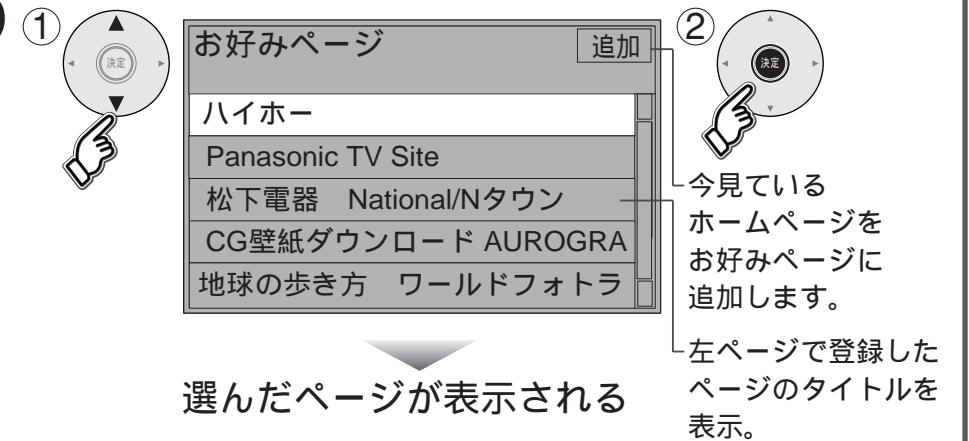 ①
決定
お好みページ
追加
ハイホー
Panasonic TV Site
松下電器　National/Nタウン
CG壁紙ダウンロード AUROGRA
地球の歩き方　ワールドフォトラ
選んだページが表示される
②
決定
今見ている
ホームページを
お好みページに
追加します。
左ページで登録した
ページのタイトルを
表示。